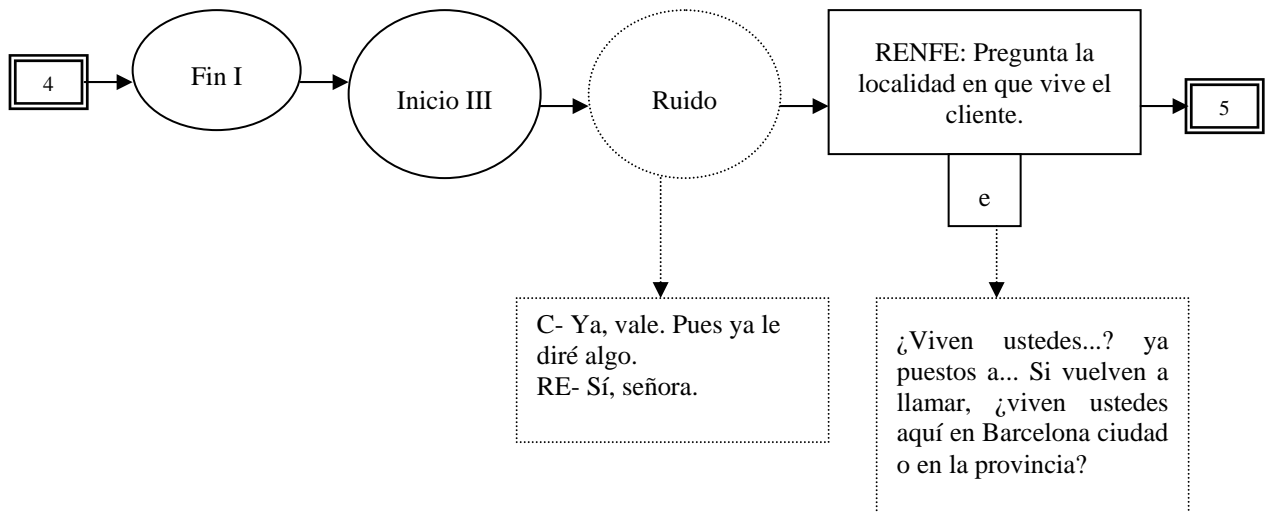 4
Fin I
Inicio III
Ruido
RENFE: Pregunta la
localidad en que vive el
cliente.
5
e
C- Ya, vale. Pues ya le
diré algo.
RE- Sí, señora.
¿Viven ustedes...? ya
puestos a... Si vuelven a
llamar, ¿viven ustedes
aquí en Barcelona ciudad
o en la provincia?